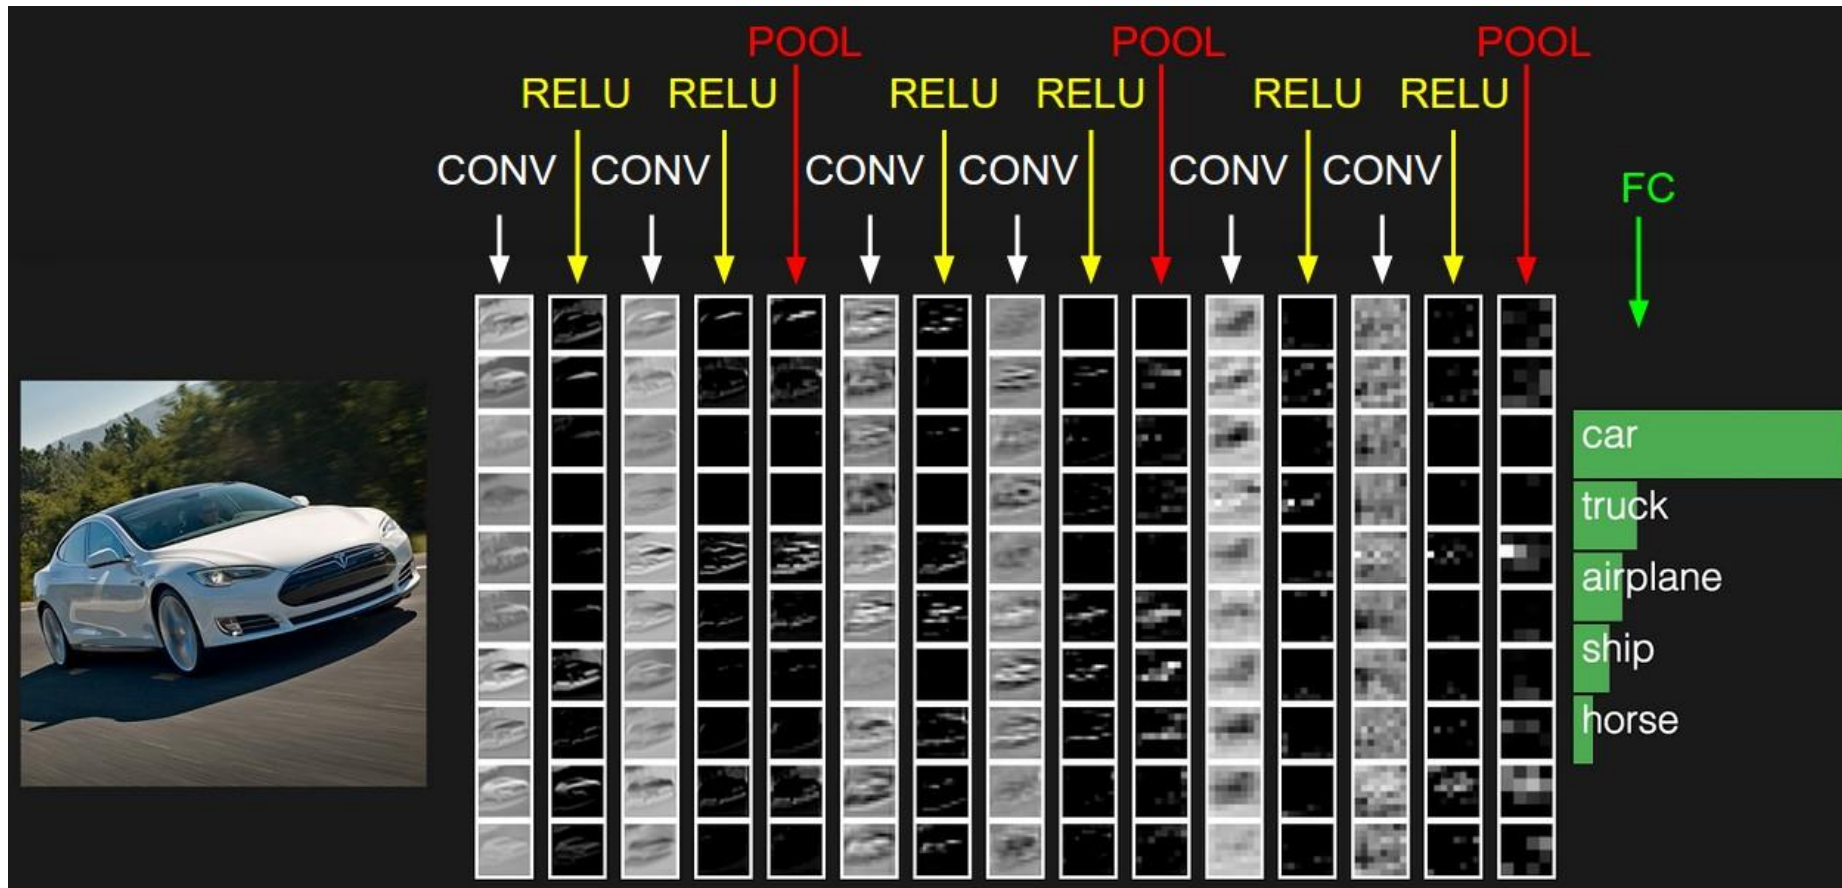 POOL POOL POOL
RELU RELU RELU RELU RELU RELU
CONV CONV CONV CONV CONV CONV
FC
car
truck
airplane
ship
horse